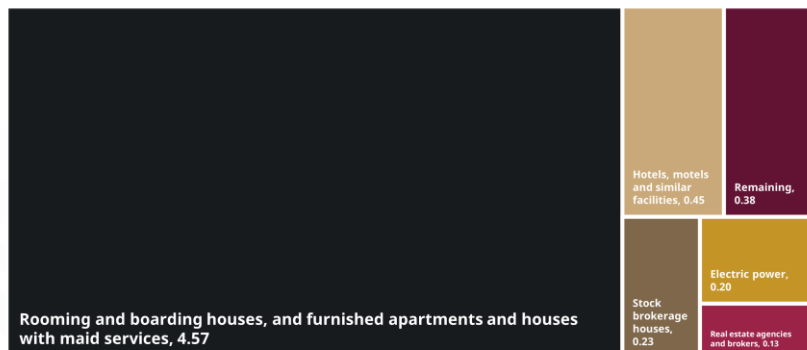 Rooming and boarding houses, and furnished apartments and houses
with maid services, 4.57
Hotels, motels
and similar
facilities, 0.45
Remaining,
0.38
Stock
brokerage
houses,
0.23
Electric power,
0.20
Real estate agencies
and brokers, 0.13